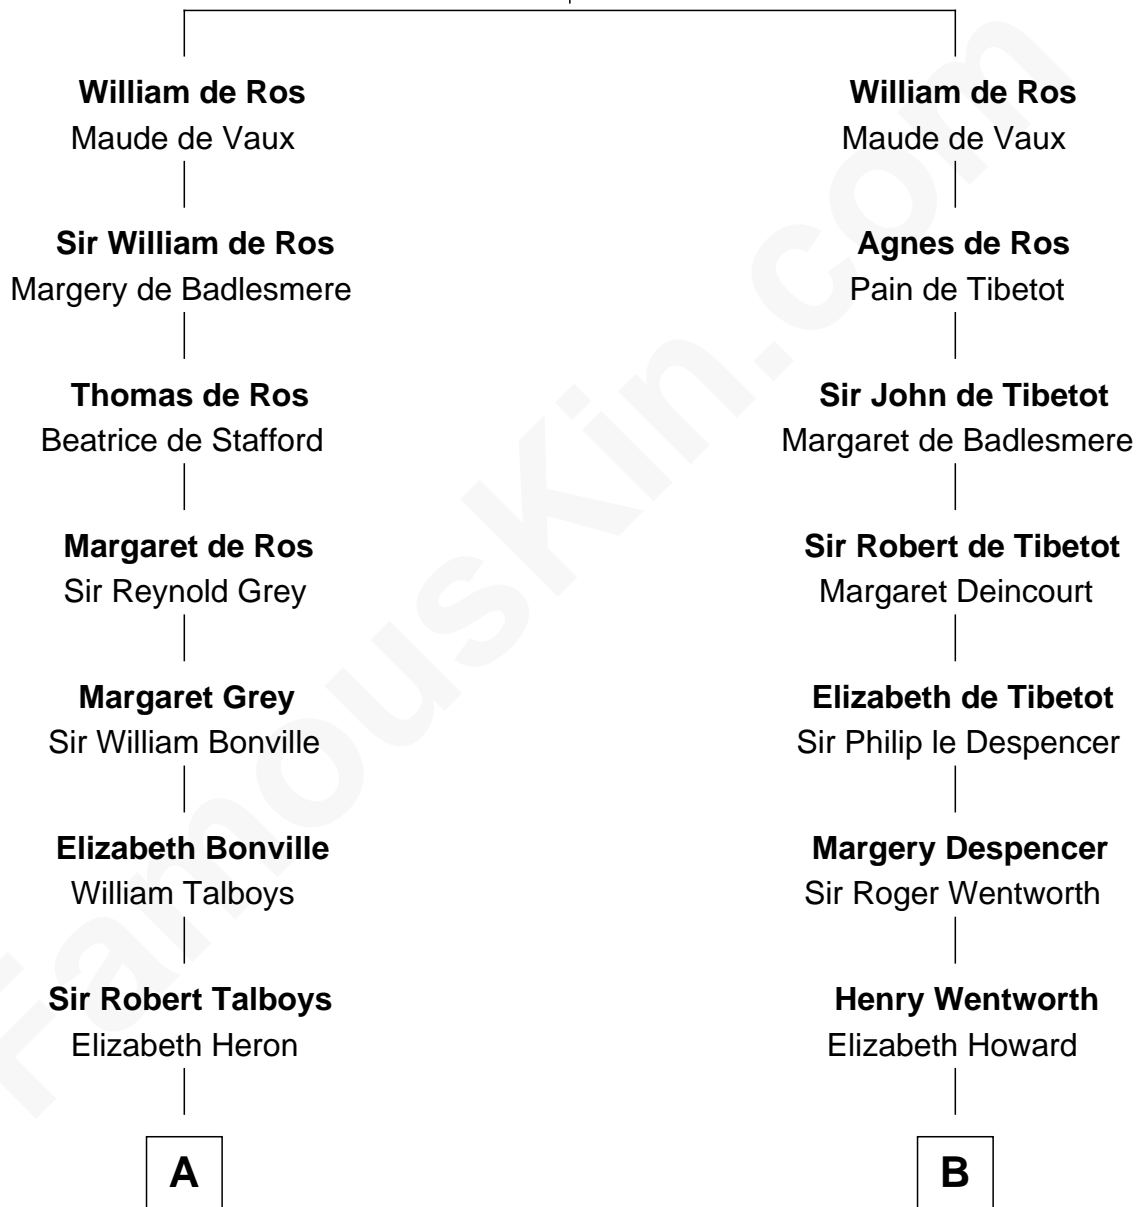 William de Ros
Maude de Vaux
Sir William de Ros
Margery de Badlesmere
Thomas de Ros
Beatrice de Stafford
Margaret de Ros
Sir Reynold Grey
Margaret Grey
Sir William Bonville
Elizabeth Bonville
William Talboys
Sir Robert Talboys
Elizabeth Heron
A
William de Ros
Maude de Vaux
Agnes de Ros
Pain de Tibetot
Sir John de Tibetot
Margaret de Badlesmere
Sir Robert de Tibetot
Margaret Deincourt
Elizabeth de Tibetot
Sir Philip le Despencer
Margery Despencer
Sir Roger Wentworth
Henry Wentworth
Elizabeth Howard
B
FamousKin.com